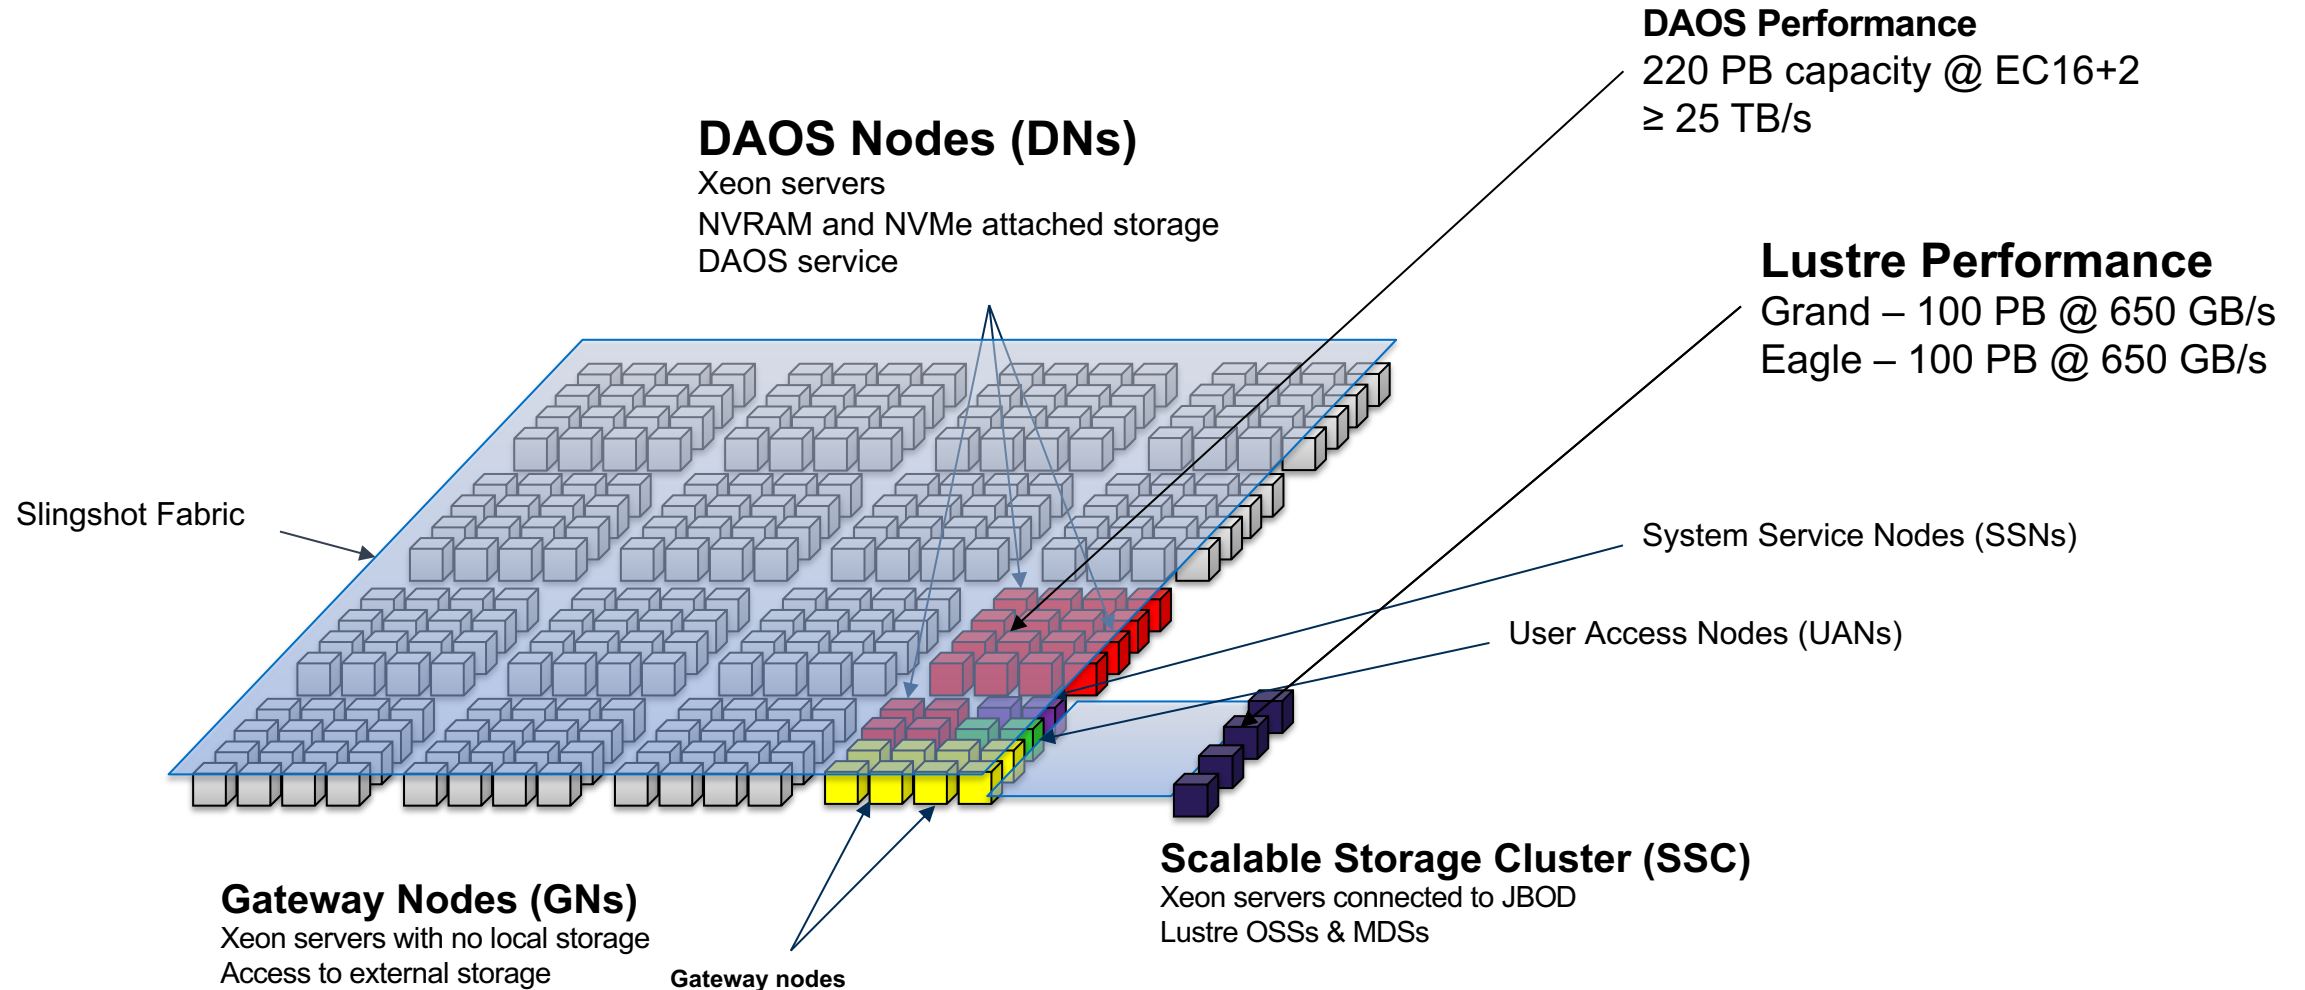 DAOS Performance
220 PB capacity @ EC16+2
≥ 25 TB/s
DAOS Nodes (DNs)
Xeon servers
NVRAM and NVMe attached storage
DAOS service
Lustre Performance
Grand – 100 PB @ 650 GB/s
Eagle – 100 PB @ 650 GB/s
Slingshot Fabric
System Service Nodes (SSNs)
User Access Nodes (UANs)
Scalable Storage Cluster (SSC)
Xeon servers connected to JBOD
Lustre OSSs & MDSs
Gateway Nodes (GNs)
Xeon servers with no local storage
Access to external storage
Gateway nodes